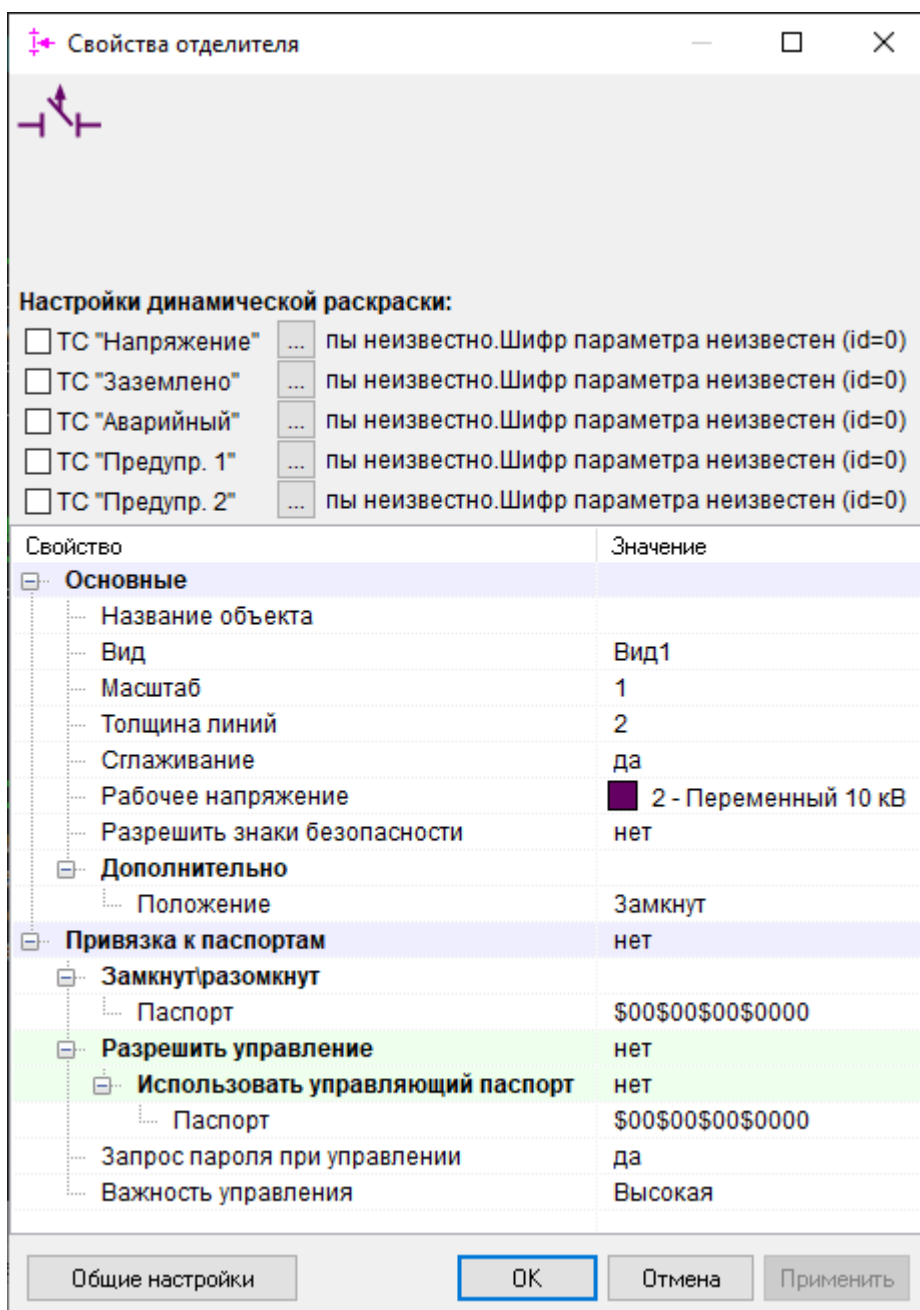 Свойства отделителя
Настройки динамической раскраски:
ТС "Напряжение" ... пы неизвестно.Шифр параметра неизвестен (id=0)
ТС "Заземлено" ... пы неизвестно.Шифр параметра неизвестен (id=0)
ТС "Аварийный" ... пы неизвестно.Шифр параметра неизвестен (id=0)
ТС "Предупр. 1" ... пы неизвестно.Шифр параметра неизвестен (id=0)
ТС "Предупр. 2" ... пы неизвестно.Шифр параметра неизвестен (id=0)
Свойство Значение
Основные
Название объекта
Вид Вид1
Масштаб 1
Толщина линий 2
Сглаживание да
Рабочее напряжение 2 - Переменный 10 кВ
Разрешить знаки безопасности нет
Дополнительно
Положение Замкнут
Привязка к паспортам нет
Замкнут\разомкнут
Паспорт $00$00$00$0000
Разрешить управление нет
Использовать управляющий паспорт нет
Паспорт $00$00$00$0000
Запрос пароля при управлении да
Важность управления Высокая
Общие настройки OK Отмена Применить